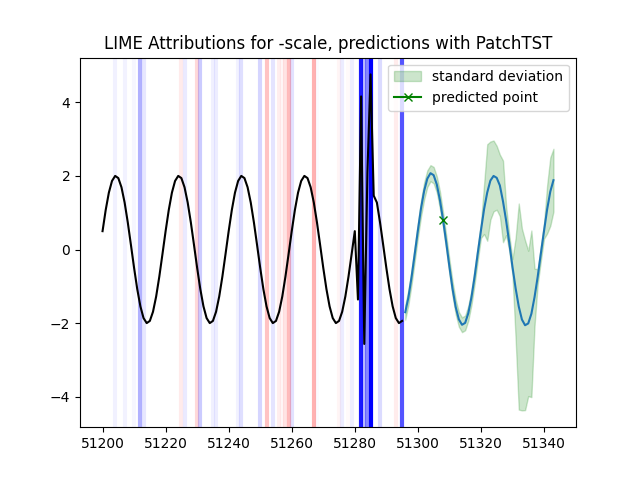 LIME Attributions for -scale, predictions with PatchTST
standard deviation
predicted point
4
2
0
−2
−4
51200 51220 51240 51260 51280 51300 51320 51340